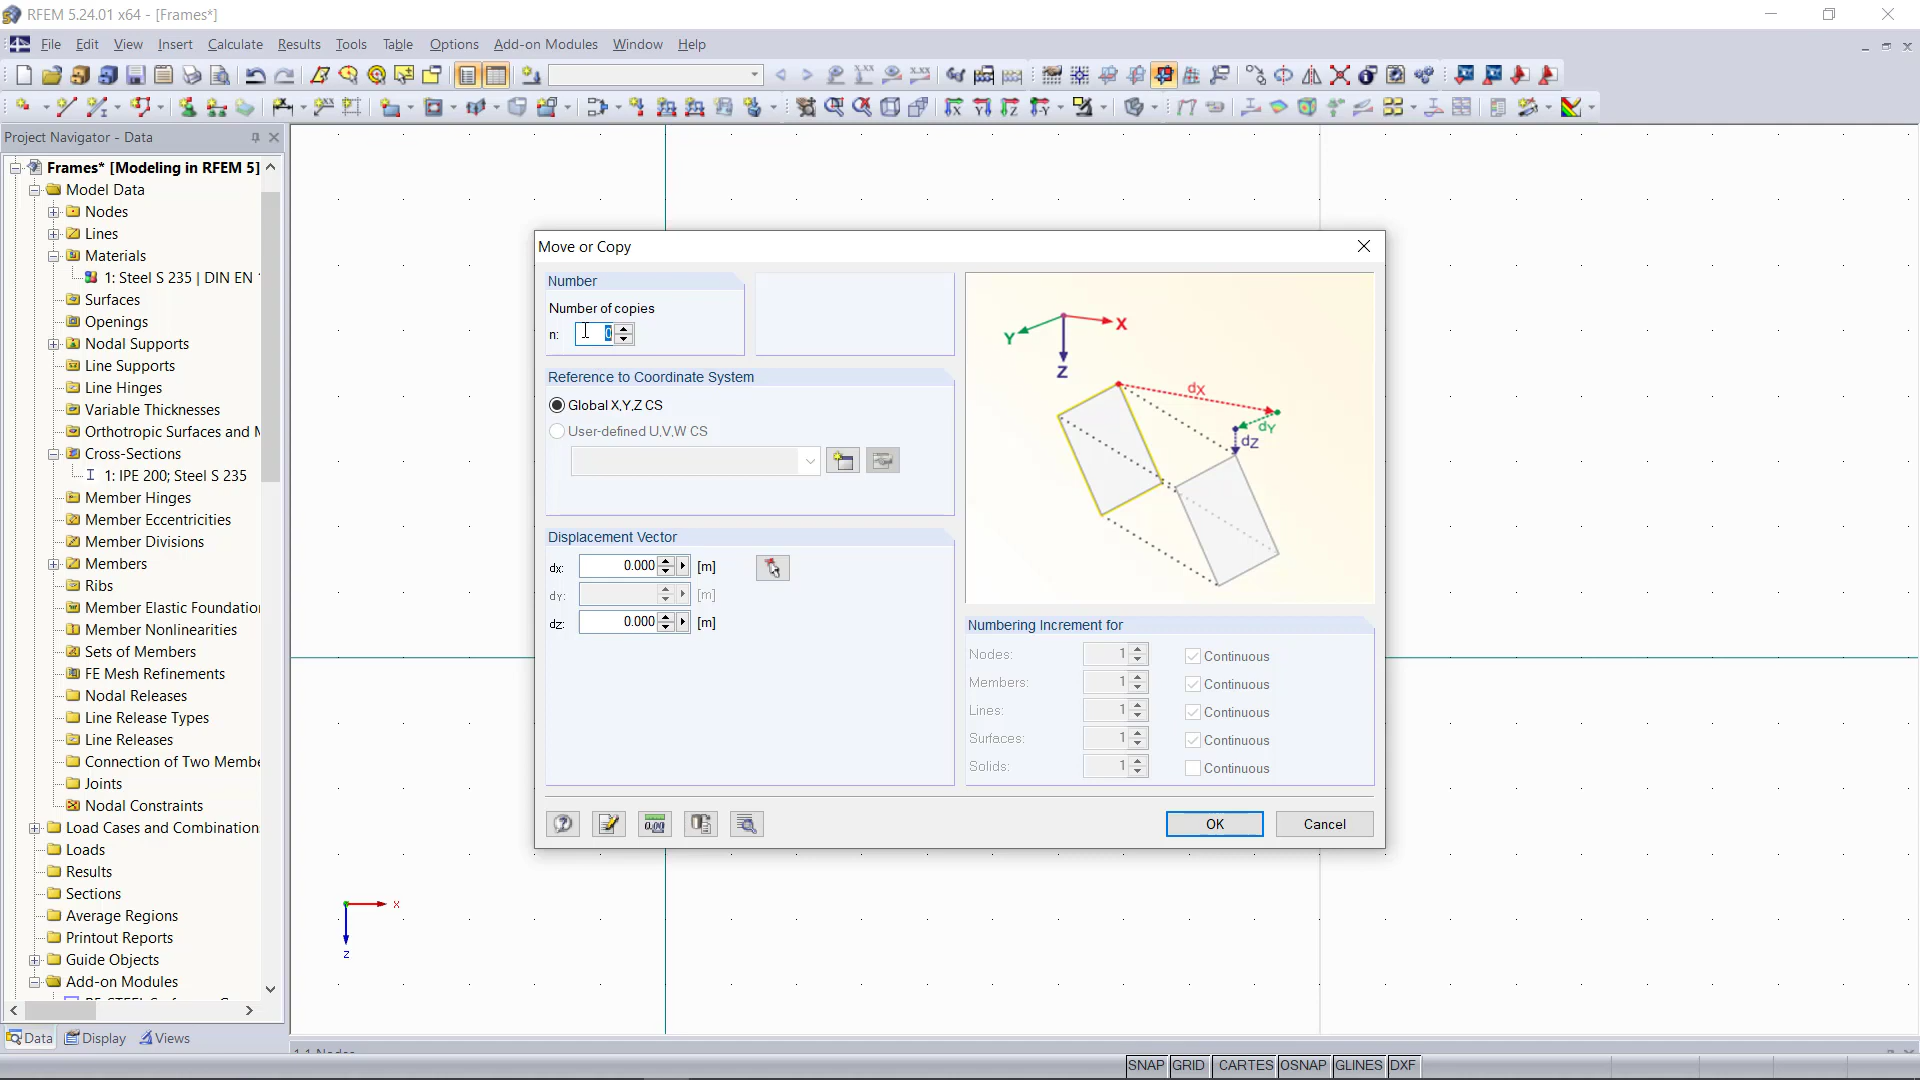 RFEM 5.24.01 x64 - [Frames*]
File Edit View Insert Calculate Results Tools Table Options Add-on Modules Window Help
Project Navigator - Data
Frames* [Modeling in RFEM 5]
Model Data
Nodes
Lines
Materials
1: Steel S 235 | DIN EN
Surfaces
Openings
Nodal Supports
Line Supports
Line Hinges
Variable Thicknesses
Orthotropic Surfaces and M
Cross-Sections
1: IPE 200; Steel S 235
Member Hinges
Member Eccentricities
Member Divisions
Members
Ribs
Member Elastic Foundatio
Member Nonlinearities
Sets of Members
FE Mesh Refinements
Nodal Releases
Line Release Types
Line Releases
Connection of Two Membe
Joints
Nodal Constraints
Load Cases and Combination
Loads
Results
Sections
Average Regions
Printout Reports
Guide Objects
Add-on Modules
Data Display Views
Move or Copy
Number
Number of copies
n: 0
Reference to Coordinate System
Global X,Y,Z CS
User-defined U,V,W CS
Displacement Vector
dx: 0.000 [m]
dy: [m]
dz: 0.000 [m]
X
Y
Z
dX
dY
dZ
Numbering Increment for
Nodes: 1 Continuous
Members: 1 Continuous
Lines: 1 Continuous
Surfaces: 1 Continuous
Solids: 1 Continuous
0.00
OK Cancel
x
z
SNAP GRID CARTES OSNAP GLINES DXF